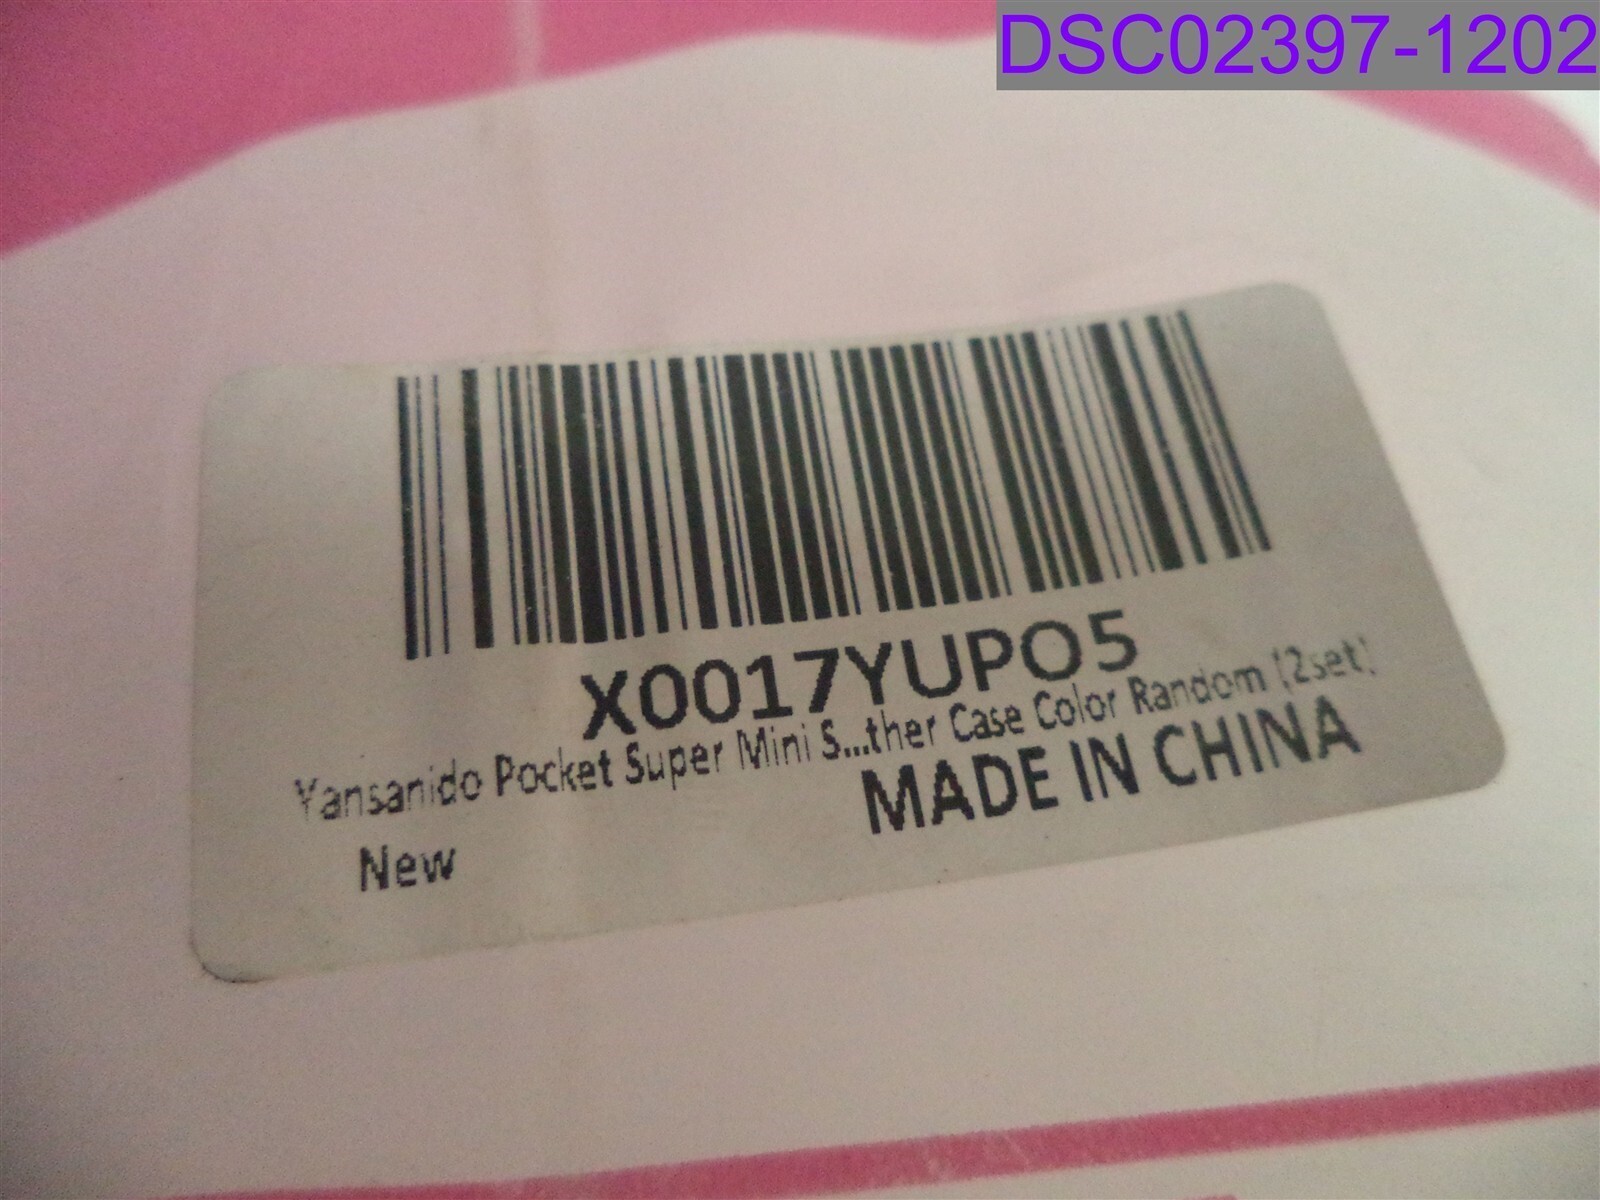 DSC02397-1202
X0017YUPO5
Yansanido Pocket Super Mini S...ther Case Color Random (2set)
New
MADE IN CHINA